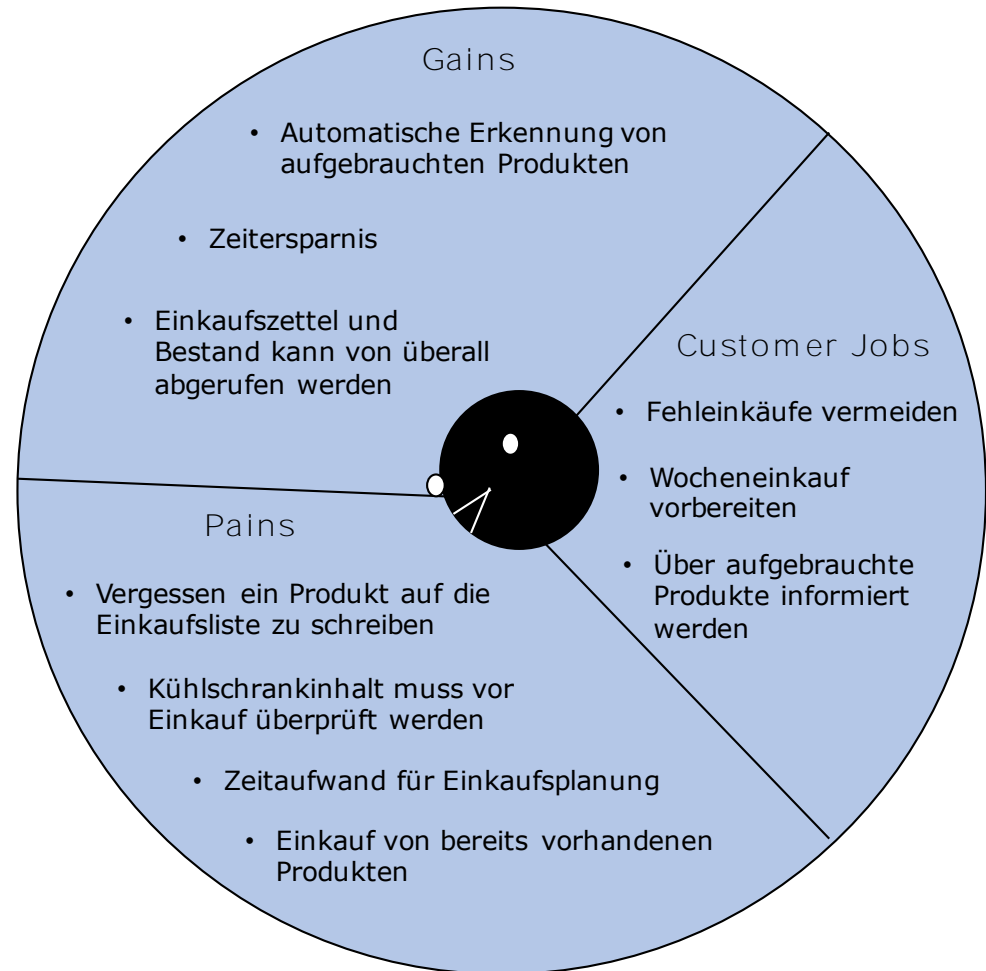 Gains
• Automatische Erkennung von
aufgebrauchten Produkten
• Zeitersparnis
• Einkaufszettel und
Bestand kann von überall
abgerufen werden
Customer Jobs
• Fehleinkäufe vermeiden
• Wocheneinkauf
vorbereiten
• Über aufgebrauchte
Produkte informiert
werden
Pains
• Vergessen ein Produkt auf die
Einkaufsliste zu schreiben
• Kühlschrankinhalt muss vor
Einkauf überprüft werden
• Zeitaufwand für Einkaufsplanung
• Einkauf von bereits vorhandenen
Produkten